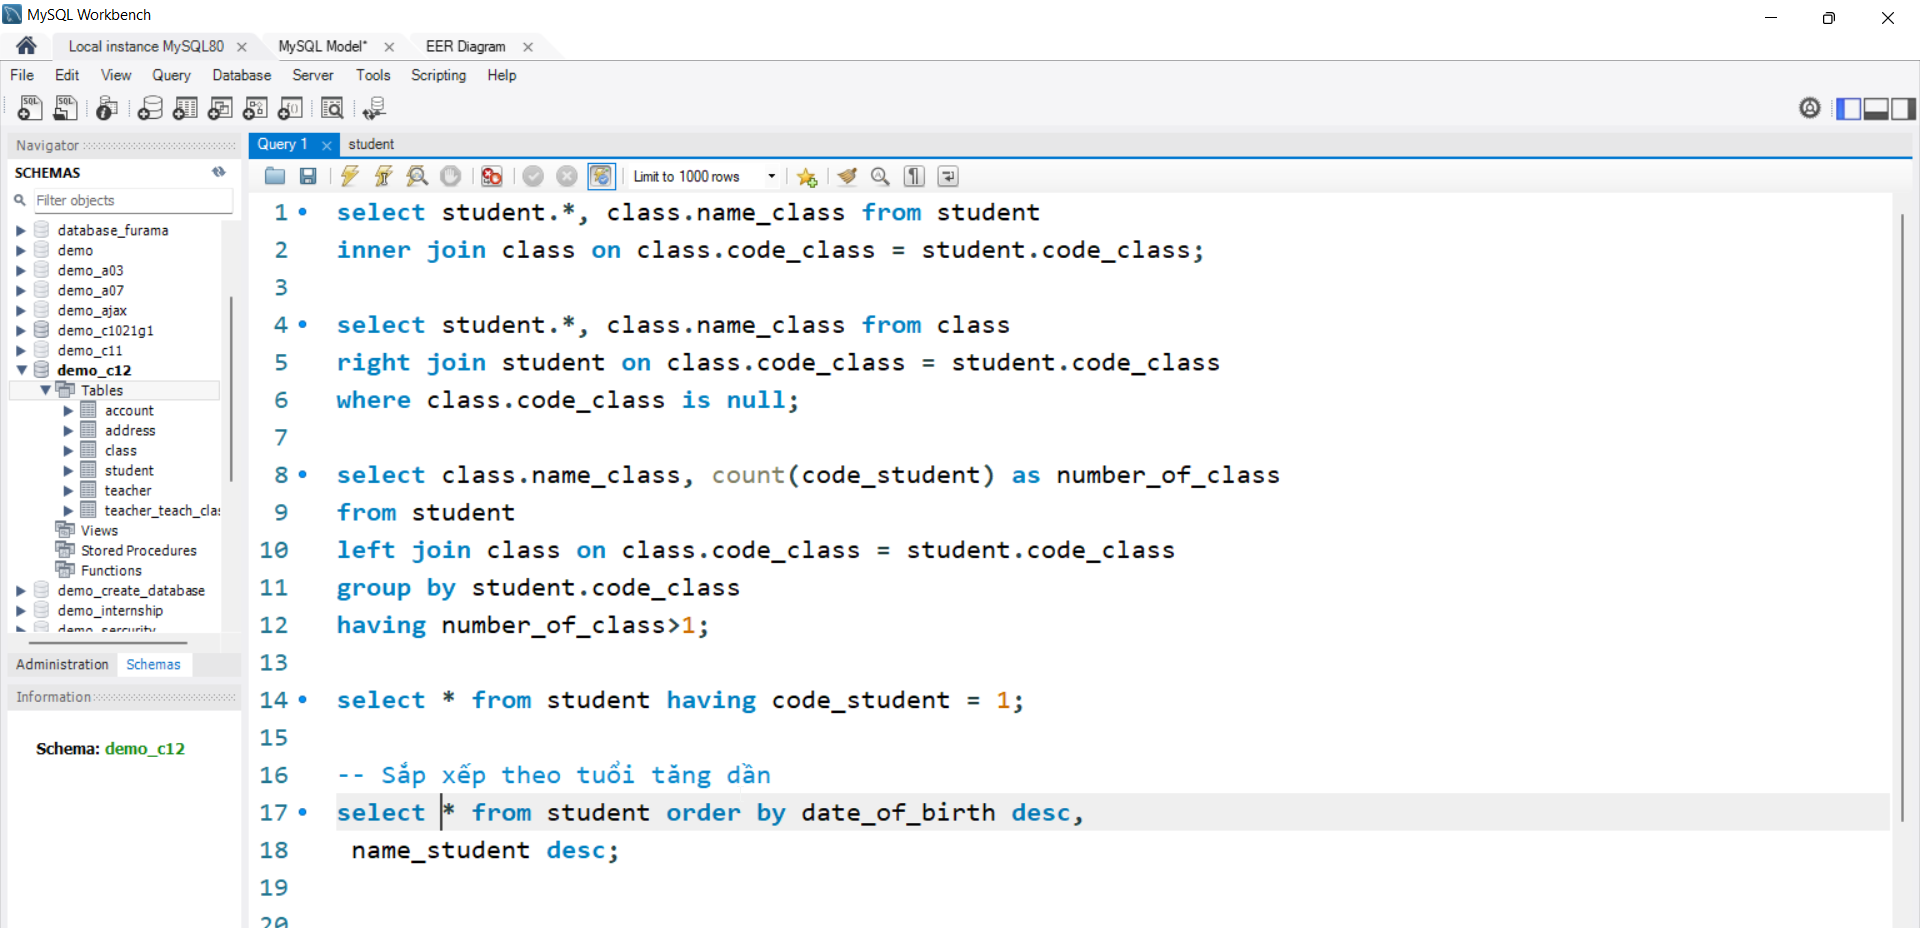 MySQL Workbench
Local instance MySQL80
MySQL Model*
EER Diagram
File Edit View Query Database Server Tools Scripting Help
Navigator
SCHEMAS
Filter objects
database_furama
demo
demo_a03
demo_a07
demo_ajax
demo_c1021g1
demo_c11
demo_c12
Tables
account
address
class
student
teacher
teacher_teach_clas
Views
Stored Procedures
Functions
demo_create_database
demo_internship
demo_sercurity
Administration Schemas
Information
Schema: demo_c12
Query 1 student
Limit to 1000 rows
1 select student.*, class.name_class from student
2 inner join class on class.code_class = student.code_class;
3
4 select student.*, class.name_class from class
5 right join student on class.code_class = student.code_class
6 where class.code_class is null;
7
8 select class.name_class, count(code_student) as number_of_class
9 from student
10 left join class on class.code_class = student.code_class
11 group by student.code_class
12 having number_of_class>1;
13
14 select * from student having code_student = 1;
15
16 -- Sắp xếp theo tuổi tăng dần
17 select * from student order by date_of_birth desc,
18 name_student desc;
19
20